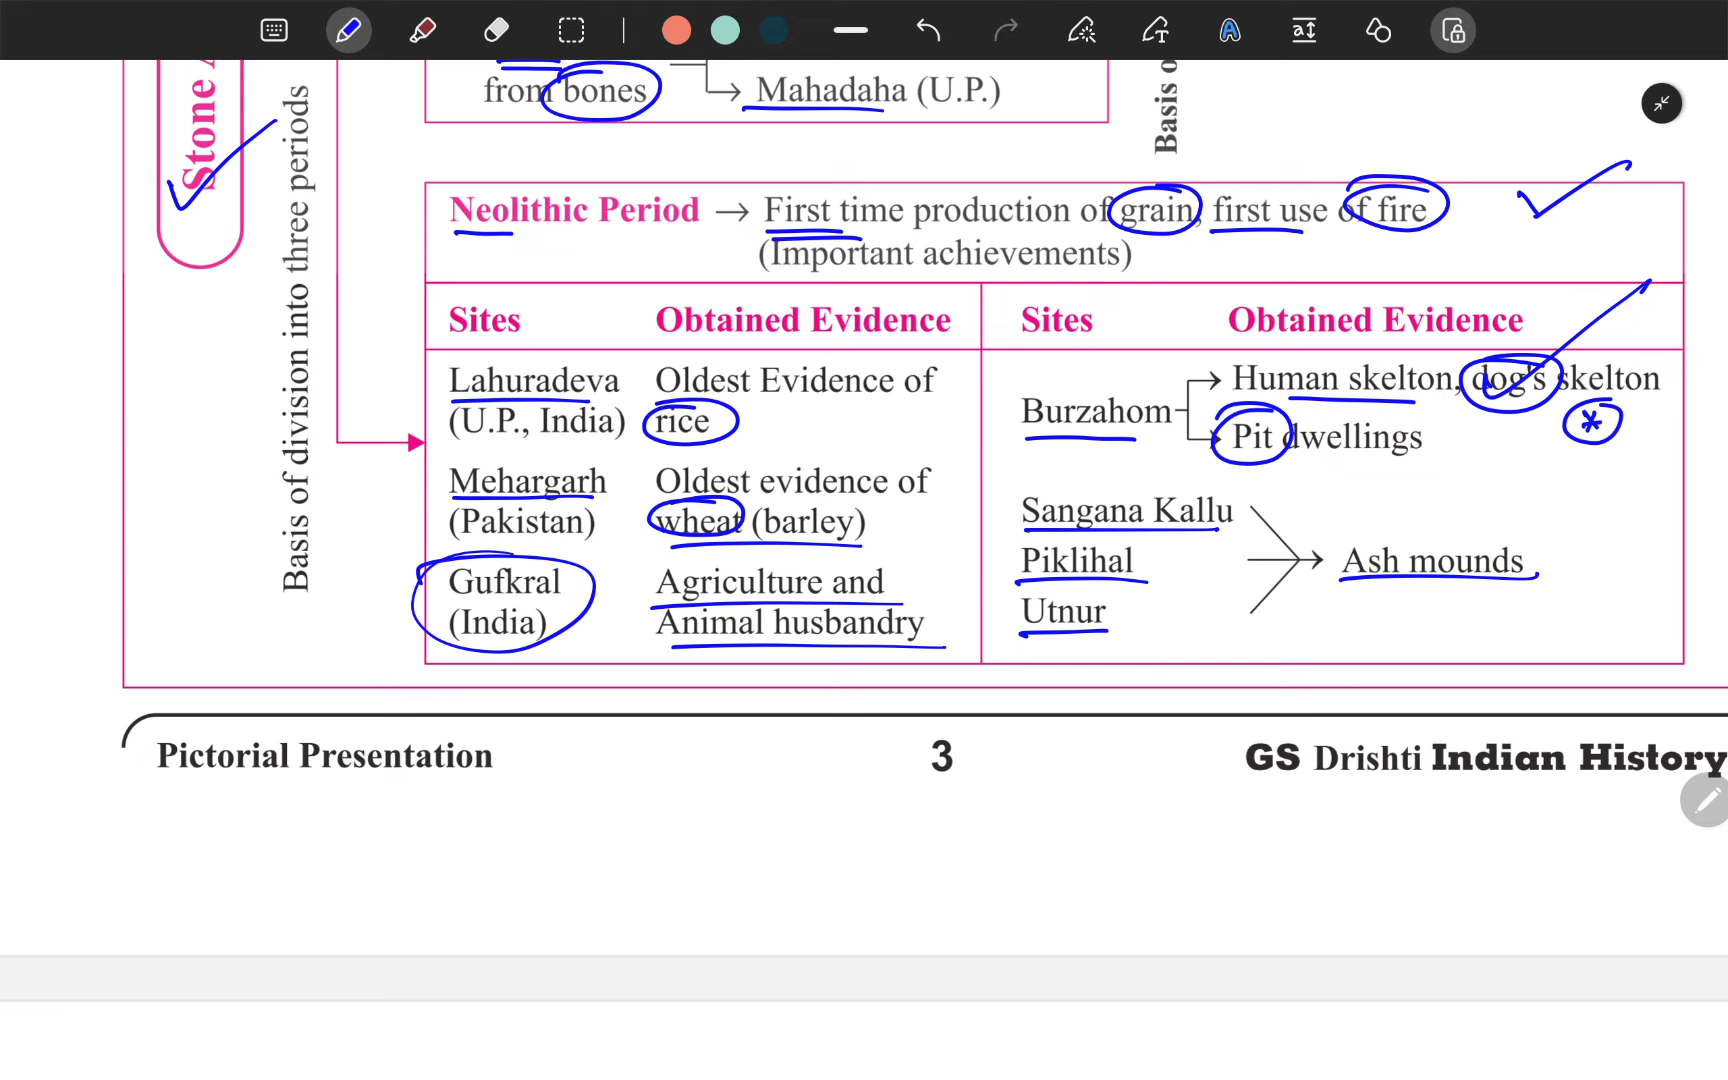 Stone
Basis of division into three periods
from bones
Mahadaha (U.P.)
Basis o
Neolithic Period → First time production of grain, first use of fire
(Important achievements)
Sites Obtained Evidence
Lahuradeva Oldest Evidence of
(U.P., India) rice
Mehargarh Oldest evidence of
(Pakistan) wheat (barley)
Gufkral Agriculture and
(India) Animal husbandry
Sites Obtained Evidence
Human skelton, dog's skelton
Burzahom
Pit dwellings
Sangana Kallu
Piklihal Ash mounds
Utnur
Pictorial Presentation 3 GS Drishti Indian History